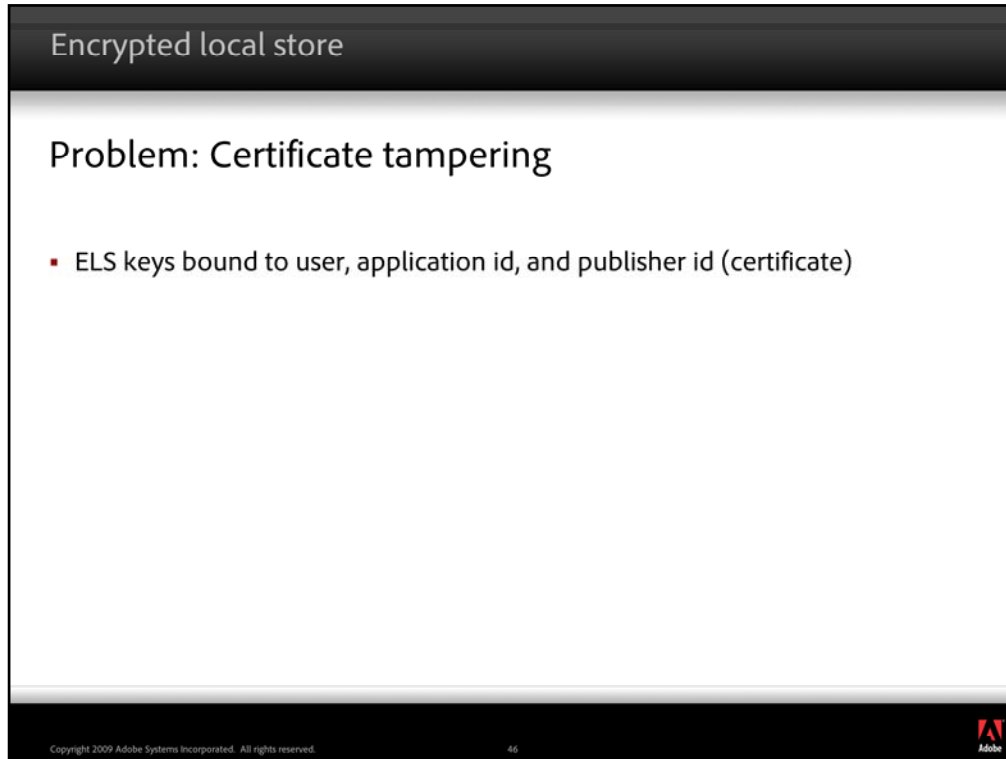 Encrypted local store
Problem: Certificate tampering
▪ ELS keys bound to user, application id, and publisher id (certificate)
Copyright 2009 Adobe Systems Incorporated. All rights reserved.
46
Adobe